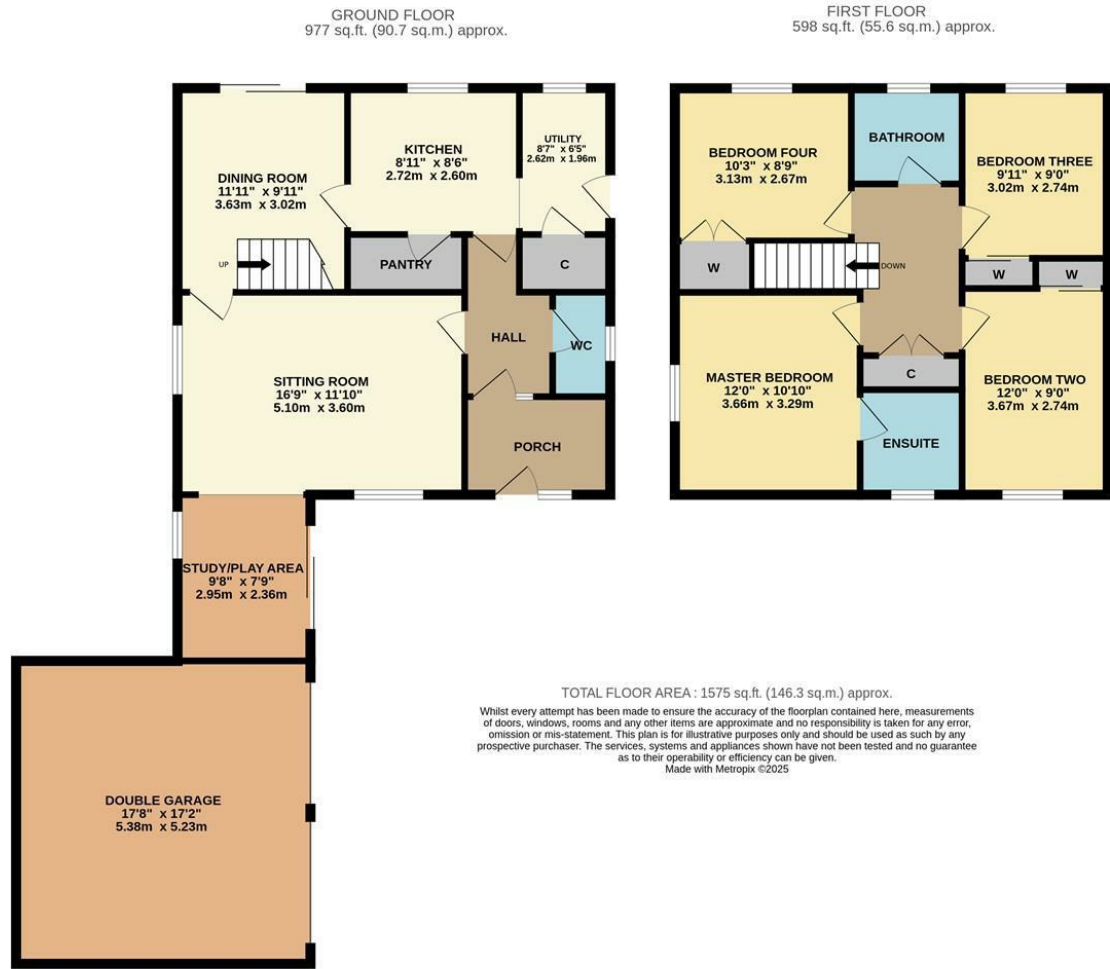 GROUND FLOOR
977 sq.ft. (90.7 sq.m.) approx.
DINING ROOM
11'11" x 9'11"
3.63m x 3.02m
UP
KITCHEN
8'11" x 8'6"
2.72m x 2.60m
UTILITY
8'7" x 6'5"
2.62m x 1.96m
PANTRY
C
HALL
WC
SITTING ROOM
16'9" x 11'10"
5.10m x 3.60m
PORCH
STUDY/PLAY AREA
9'8" x 7'9"
2.95m x 2.36m
DOUBLE GARAGE
17'8" x 17'2"
5.38m x 5.23m
FIRST FLOOR
598 sq.ft. (55.6 sq.m.) approx.
BEDROOM FOUR
10'3" x 8'9"
3.13m x 2.67m
BATHROOM
BEDROOM THREE
9'11" x 9'0"
3.02m x 2.74m
W
DOWN
W
W
MASTER BEDROOM
12'0" x 10'10"
3.66m x 3.29m
C
BEDROOM TWO
12'0" x 9'0"
3.67m x 2.74m
ENSUITE
TOTAL FLOOR AREA : 1575 sq.ft. (146.3 sq.m.) approx.
Whilst every attempt has been made to ensure the accuracy of the floorplan contained here, measurements
of doors, windows, rooms and any other items are approximate and no responsibility is taken for any error,
omission or mis-statement. This plan is for illustrative purposes only and should be used as such by any
prospective purchaser. The services, systems and appliances shown have not been tested and no guarantee
as to their operability or efficiency can be given.
Made with Metropix ©2025